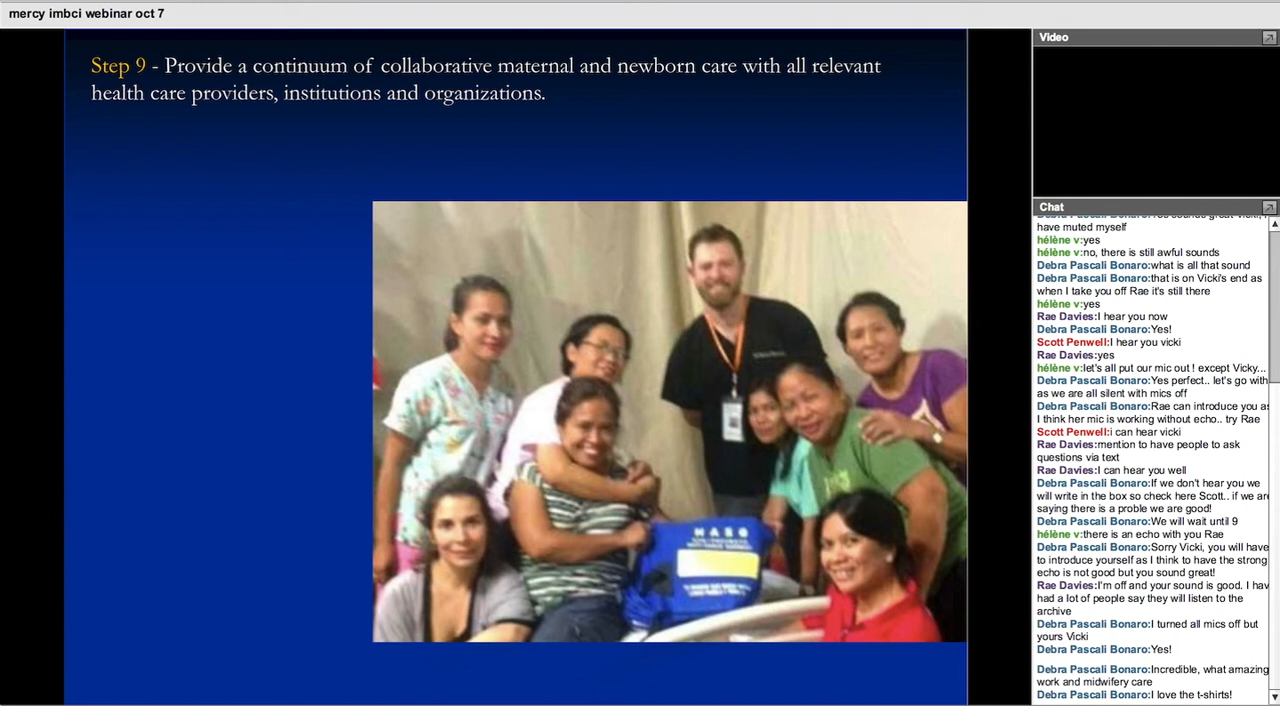 mercy imbci webinar oct 7
Step 9 - Provide a continuum of collaborative maternal and newborn care with all relevant
health care providers, institutions and organizations.
Video
Chat
have muted myself
hélène v:yes
hélène v:no, there is still awful sounds
Debra Pascali Bonaro:what is all that sound
Debra Pascali Bonaro:that is on Vicki's end as
when I take you off Rae it's still there
hélène v:yes
Rae Davies:I hear you now
Debra Pascali Bonaro:Yes!
Scott Penwell:I hear you vicki
Rae Davies:yes
hélène v:let's all put our mic out ! except Vicky...
Debra Pascali Bonaro:Yes perfect.. let's go with
as we are all silent with mics off
Debra Pascali Bonaro:Rae can introduce you as
I think her mic is working without echo.. try Rae
Scott Penwell:i can hear vicki
Rae Davies:mention to have people to ask
questions via text
Rae Davies:I can hear you well
Debra Pascali Bonaro:If we don't hear you we
will write in the box so check here Scott.. if we are
saying there is a proble we are good!
Debra Pascali Bonaro:We will wait until 9
hélène v:there is an echo with you Rae
Debra Pascali Bonaro:Sorry Vicki, you will have
to introduce yourself as I think to have the strong
echo is not good but you sound great!
Rae Davies:I'm off and your sound is good. I hav
had a lot of people say they will listen to the
archive
Debra Pascali Bonaro:I turned all mics off but
yours Vicki
Debra Pascali Bonaro:Yes!
Debra Pascali Bonaro:Incredible, what amazing
work and midwifery care
Debra Pascali Bonaro:I love the t-shirts!